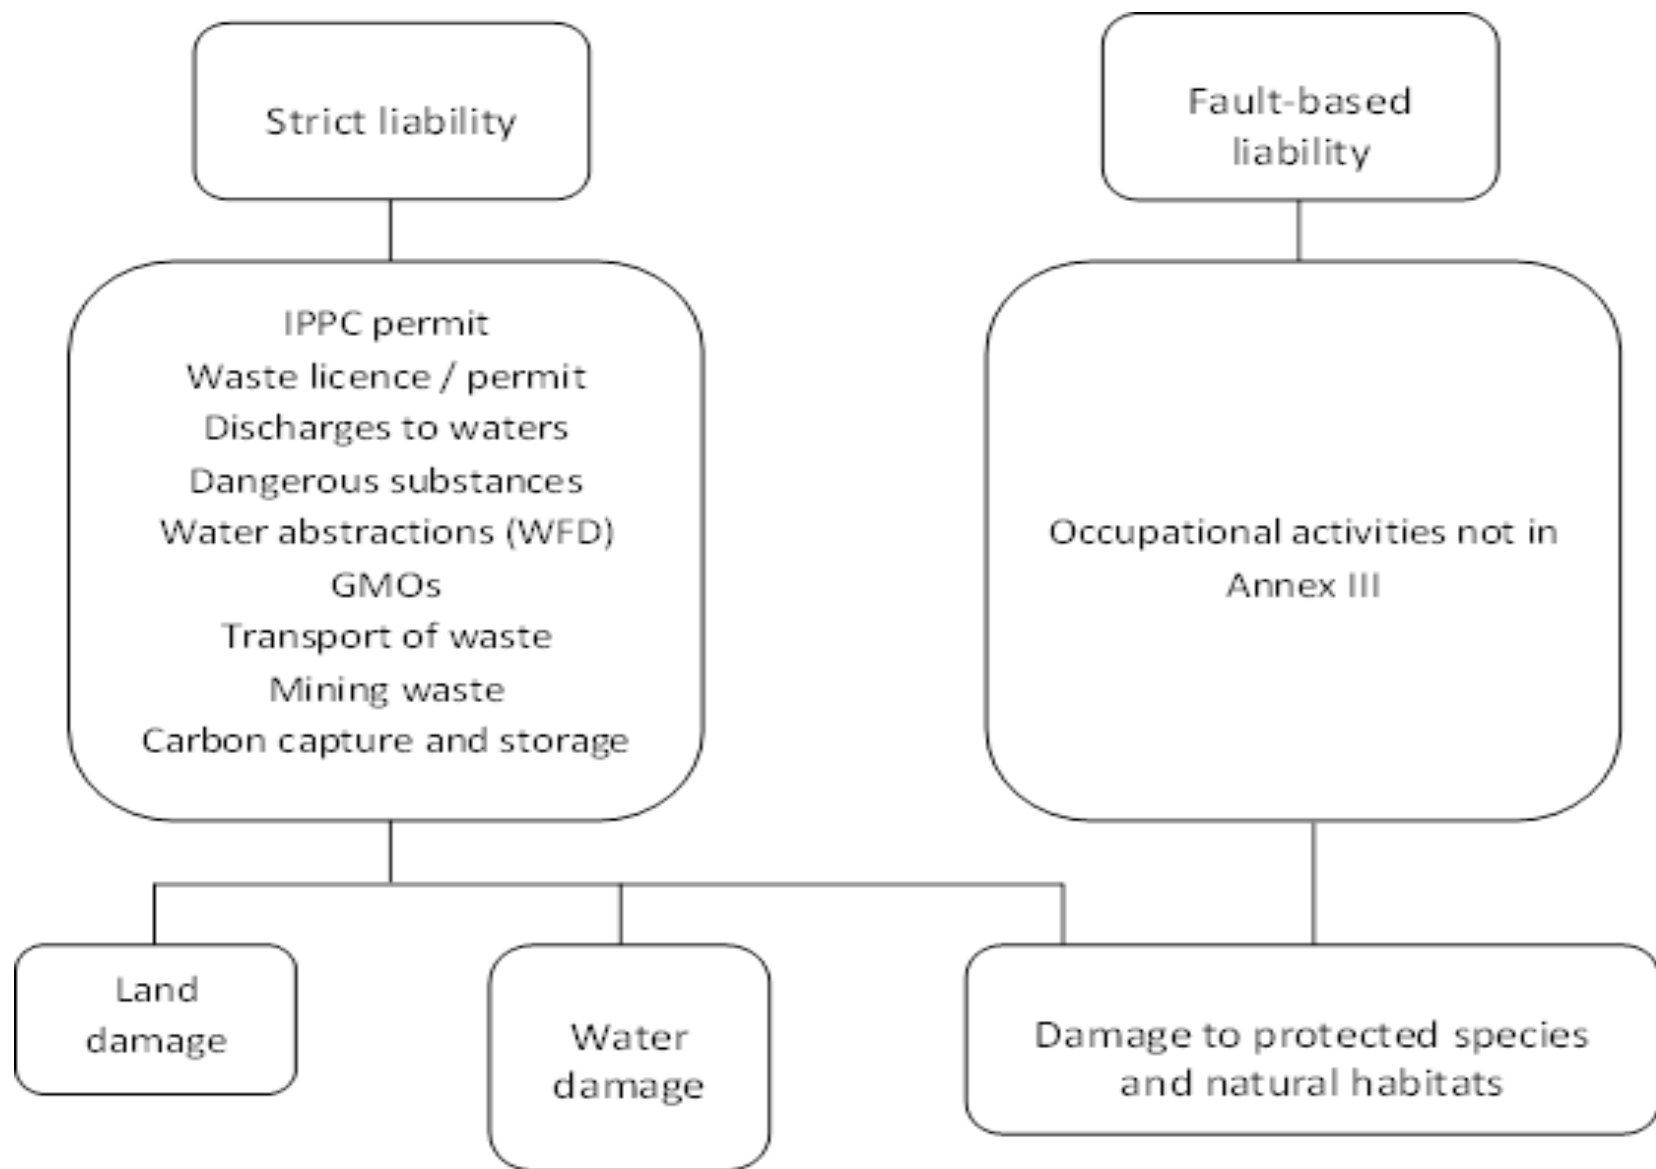 Strict liability
Fault-based
liability
IPPC permit
Waste licence / permit
Discharges to waters
Dangerous substances
Water abstractions (WFD)
GMOs
Transport of waste
Mining waste
Carbon capture and storage
Occupational activities not in
Annex III
Land
damage
Water
damage
Damage to protected species
and natural habitats